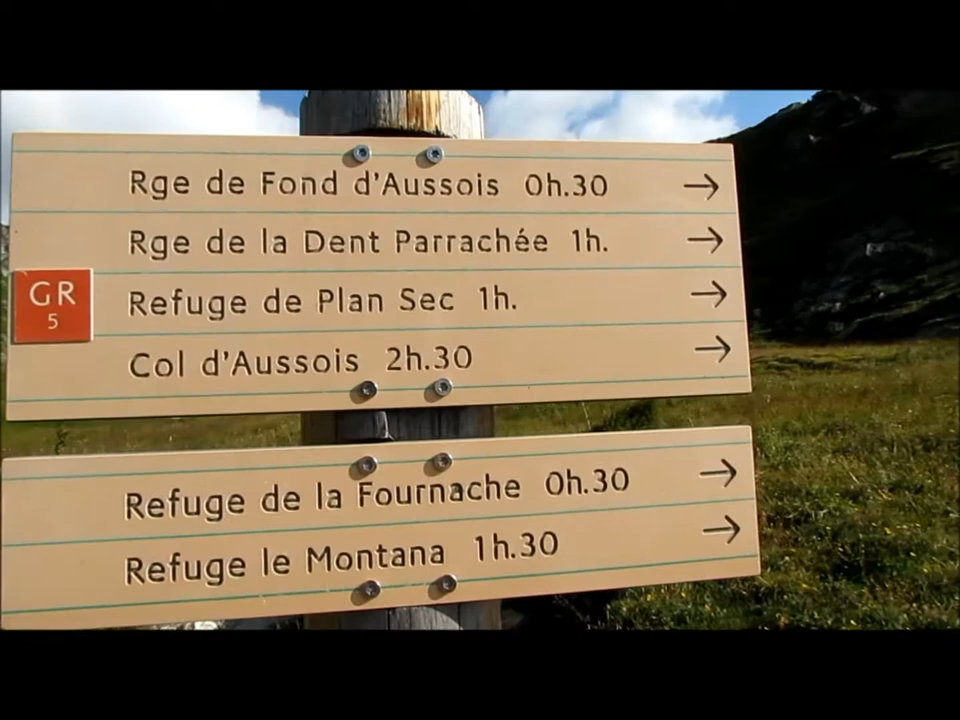 Rge de Fond d'Aussois 0h.30 →
Rge de la Dent Parrachée 1h. →
GR
5
Refuge de Plan Sec 1h. →
Col d'Aussois 2h.30 →
Refuge de la Fournache 0h.30 →
Refuge le Montana 1h.30 →